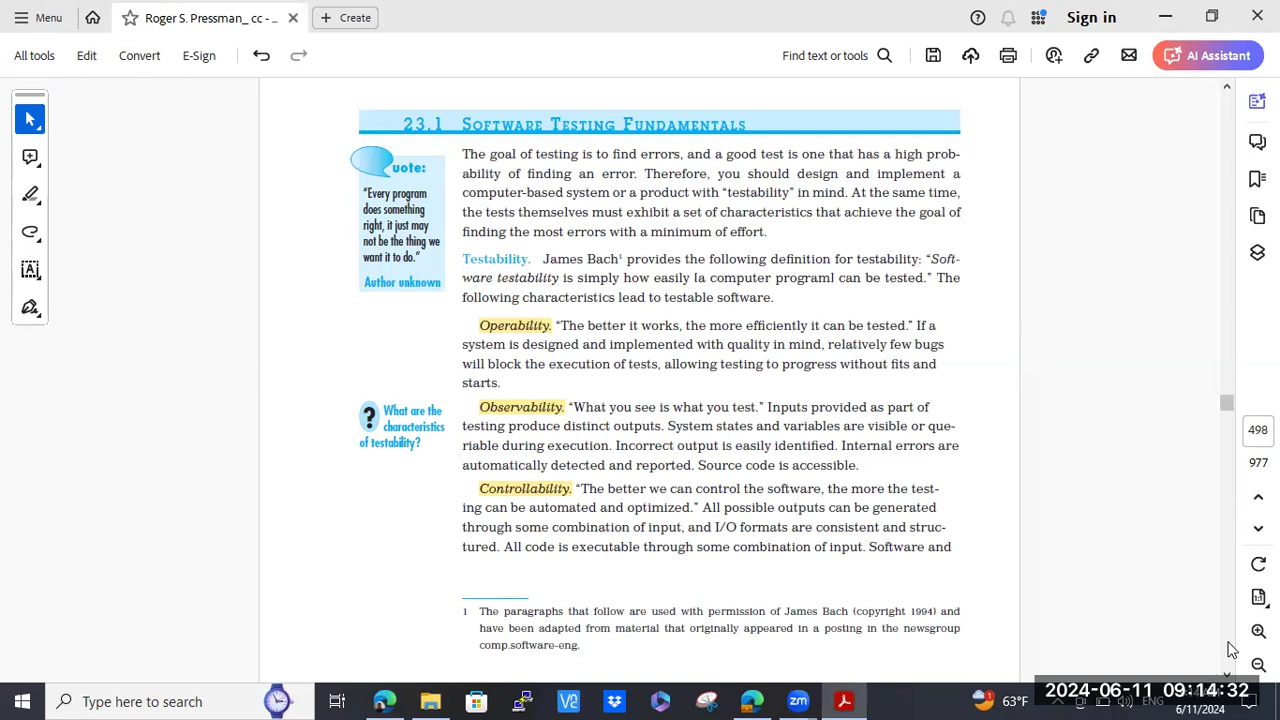 Menu
Roger S. Pressman_ cc - ...
Create
Sign in
All tools
Edit
Convert
E-Sign
Find text or tools
AI Assistant
23.1 SOFTWARE TESTING FUNDAMENTALS
uote:
“Every program
does something
right, it just may
not be the thing we
want it to do.”
Author unknown
The goal of testing is to find errors, and a good test is one that has a high prob-
ability of finding an error. Therefore, you should design and implement a
computer-based system or a product with “testability” in mind. At the same time,
the tests themselves must exhibit a set of characteristics that achieve the goal of
finding the most errors with a minimum of effort.
Testability. James Bach1 provides the following definition for testability: “Soft-
ware testability is simply how easily [a computer program] can be tested.” The
following characteristics lead to testable software.
Operability. “The better it works, the more efficiently it can be tested.” If a
system is designed and implemented with quality in mind, relatively few bugs
will block the execution of tests, allowing testing to progress without fits and
starts.
? What are the
characteristics
of testability?
Observability. “What you see is what you test.” Inputs provided as part of
testing produce distinct outputs. System states and variables are visible or que-
riable during execution. Incorrect output is easily identified. Internal errors are
automatically detected and reported. Source code is accessible.
Controllability. “The better we can control the software, the more the test-
ing can be automated and optimized.” All possible outputs can be generated
through some combination of input, and I/O formats are consistent and struc-
tured. All code is executable through some combination of input. Software and
1 The paragraphs that follow are used with permission of James Bach (copyright 1994) and
have been adapted from material that originally appeared in a posting in the newsgroup
comp.software-eng.
498
977
Type here to search
63°F
ENG
2024-06-11 09:14:32
6/11/2024